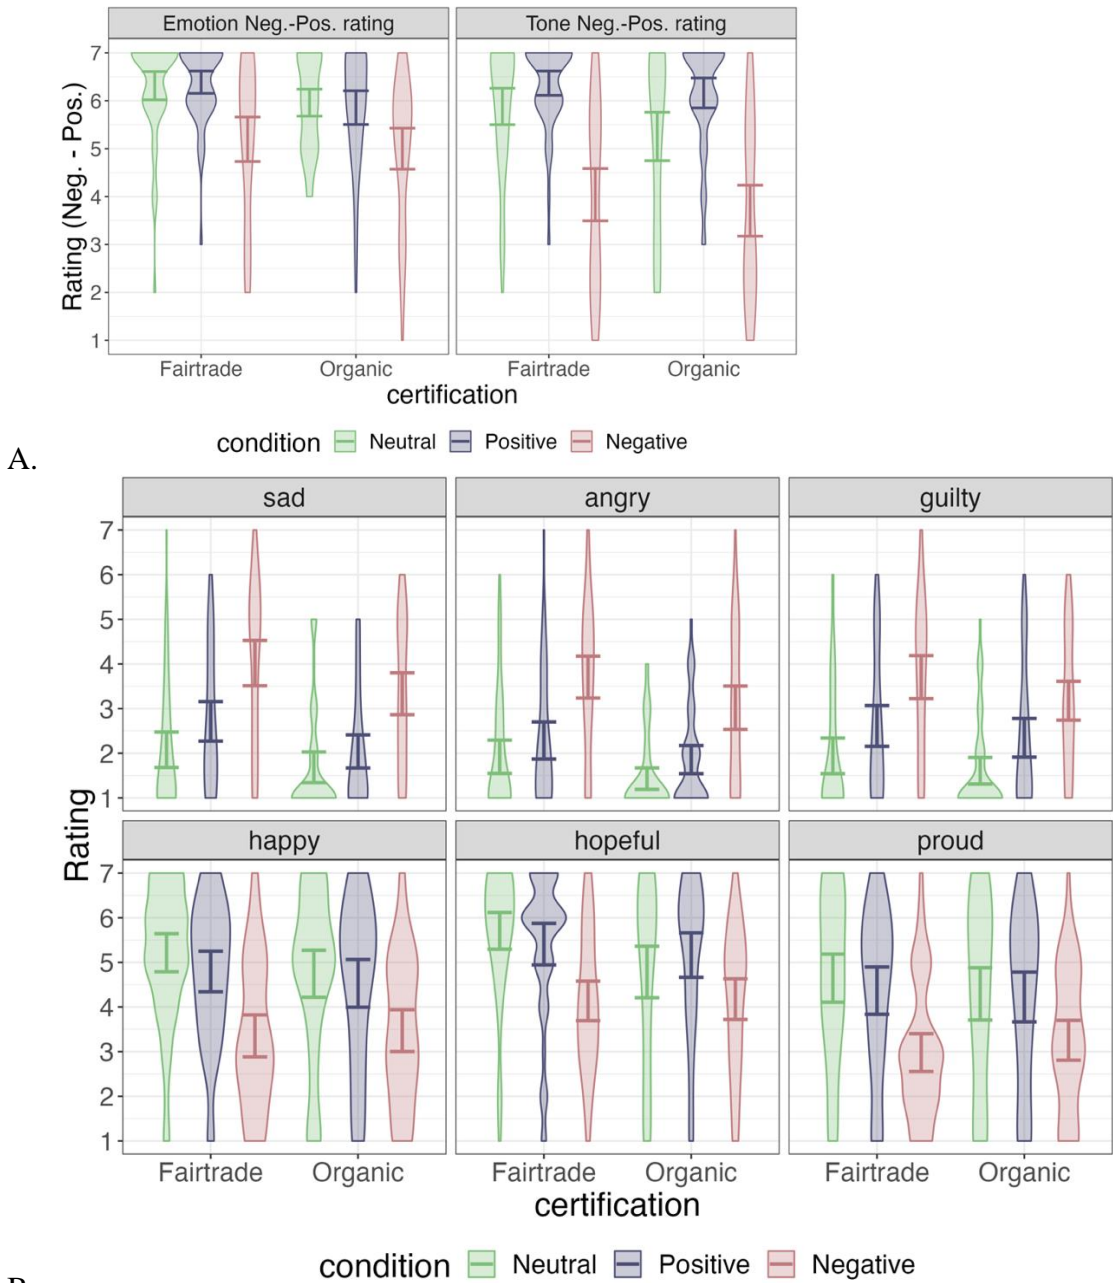 Emotion Neg.-Pos. rating Tone Neg.-Pos. rating
Rating (Neg. - Pos.)
7
6
5
4
3
2
1
Fairtrade Organic Fairtrade Organic
certification
condition Neutral Positive Negative
A.
sad angry guilty
7
6
5
4
3
2
1
Rating
happy hopeful proud
7
6
5
4
3
2
1
Fairtrade Organic Fairtrade Organic Fairtrade Organic
certification
condition Neutral Positive Negative